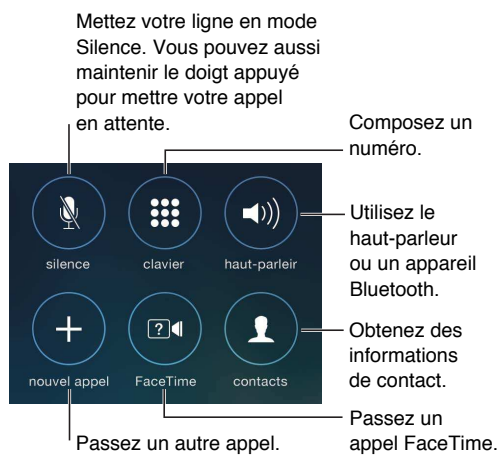 Mettez votre ligne en mode
Silence. Vous pouvez aussi
maintenir le doigt appuyé
pour mettre votre appel
en attente.
Composez un
numéro.
silence
clavier
haut-parleir
Utilisez le
haut-parleur
ou un appareil
Bluetooth.
?
nouvel appel
FaceTime
contacts
Obtenez des
informations
de contact.
Passez un autre appel.
Passez un
appel FaceTime.